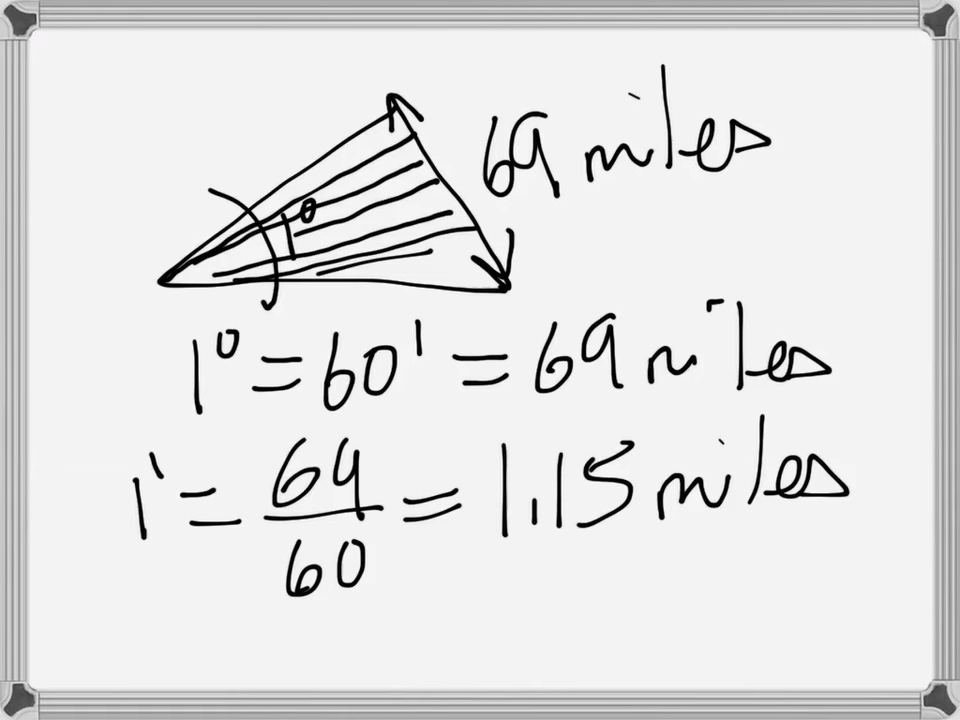 69 miles
1°
1° = 60' = 69 miles
1' = 69/60 = 1.15 miles